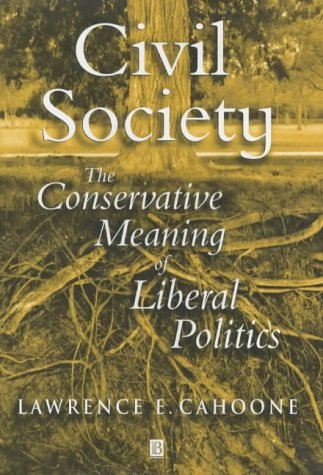 Civil
Society
The
Conservative
Meaning
of
Liberal
Politics
LAWRENCE E. CAHOONE
B